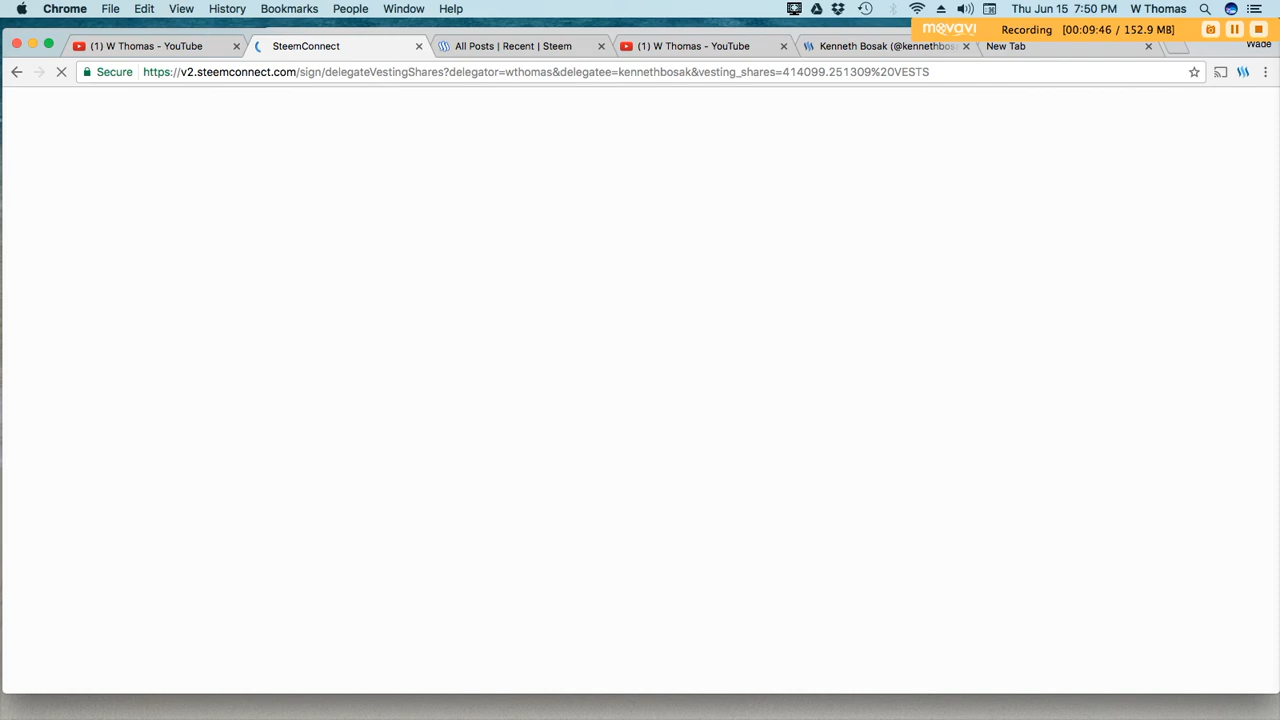 Chrome File Edit View History Bookmarks People Window Help Thu Jun 15 7:50 PM W Thomas
movavi Recording [00:09:46 / 152.9 MB]
(1) W Thomas - YouTube SteemConnect All Posts | Recent | Steem (1) W Thomas - YouTube Kenneth Bosak (@kennethbos New Tab Wade
Secure https://v2.steemconnect.com/sign/delegateVestingShares?delegator=wthomas&delegatee=kennethbosak&vesting_shares=414099.251309%20VESTS